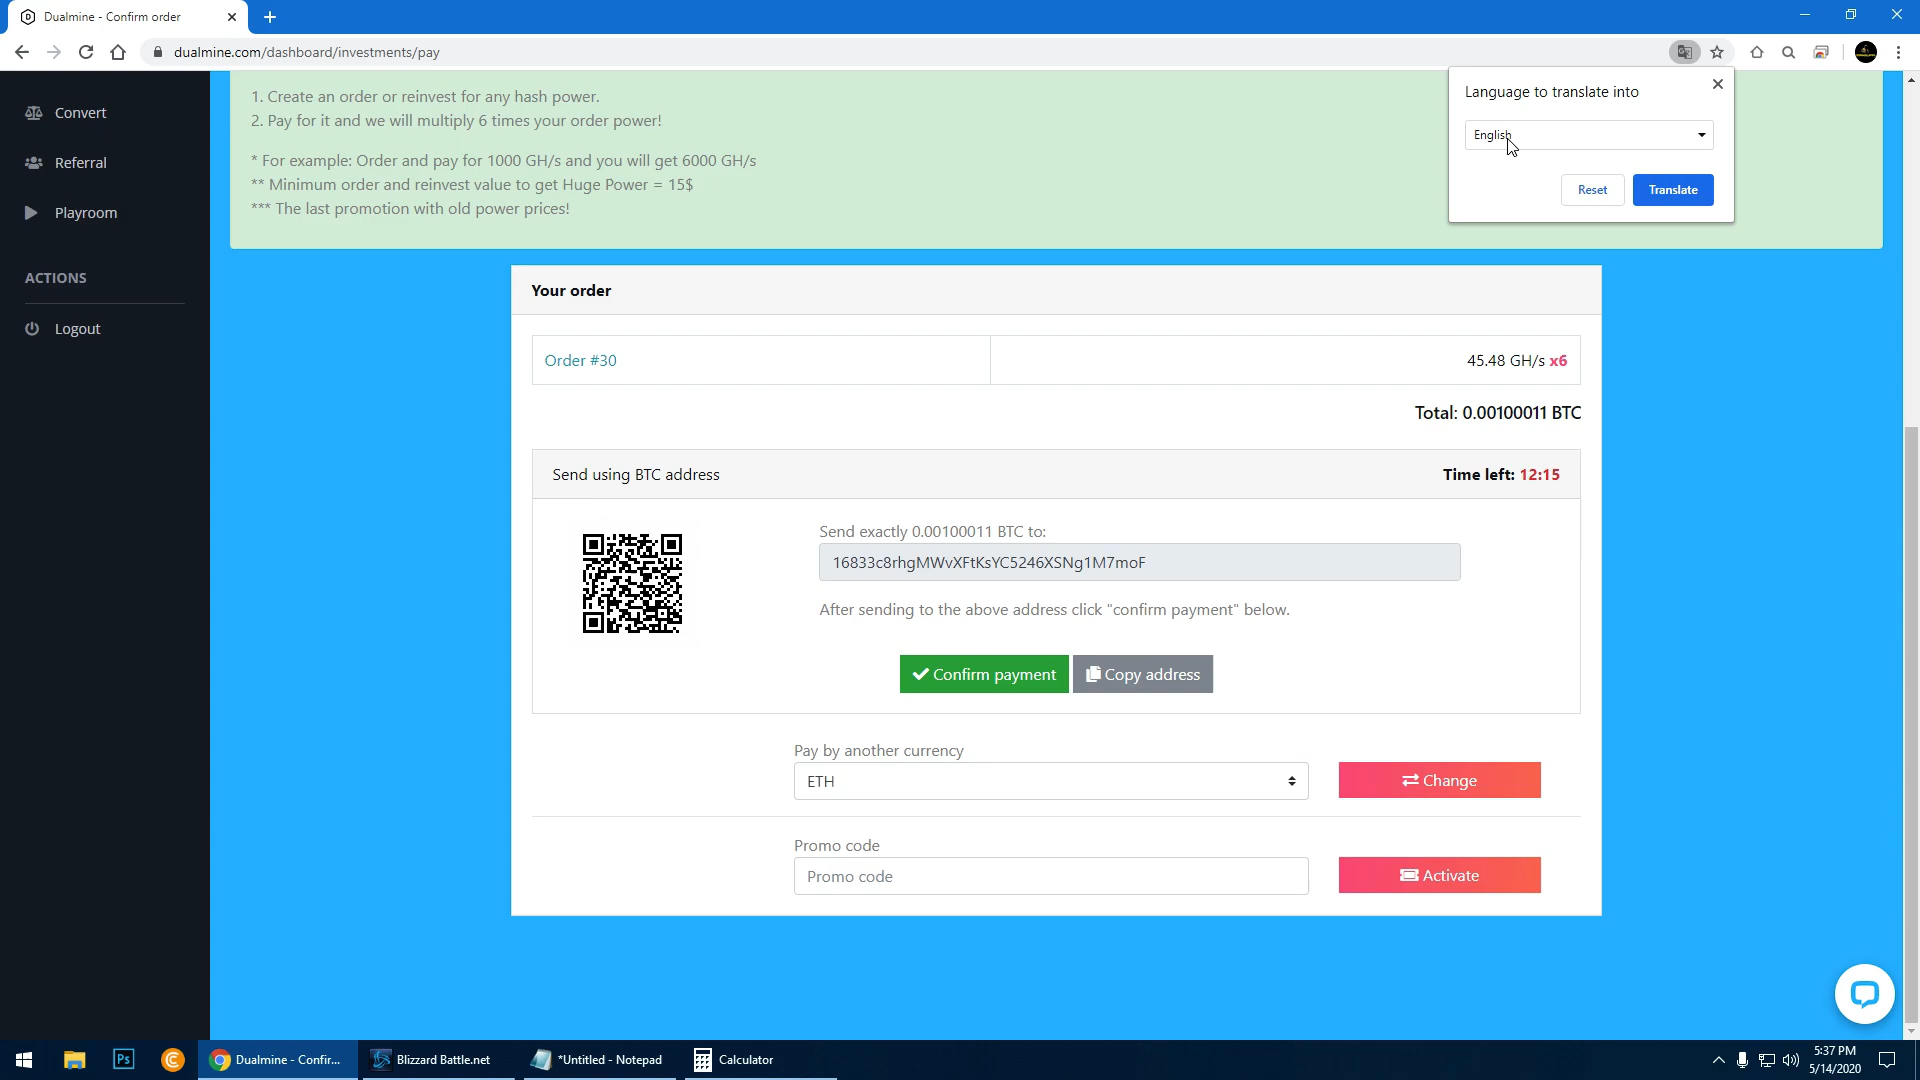 Dualmine - Confirm order
dualmine.com/dashboard/investments/pay
Language to translate into
English
Reset
Translate
Convert
Referral
Playroom
ACTIONS
Logout
1. Create an order or reinvest for any hash power.
2. Pay for it and we will multiply 6 times your order power!
* For example: Order and pay for 1000 GH/s and you will get 6000 GH/s
** Minimum order and reinvest value to get Huge Power = 15$
*** The last promotion with old power prices!
Your order
Order #30
45.48 GH/s x6
Total: 0.00100011 BTC
Send using BTC address
Time left: 12:15
Send exactly 0.00100011 BTC to:
16833c8rhgMWvXFtKsYC5246XSNg1M7moF
After sending to the above address click "confirm payment" below.
Confirm payment
Copy address
Pay by another currency
ETH
Change
Promo code
Promo code
Activate
Ps
Dualmine - Confir...
Blizzard Battle.net
*Untitled - Notepad
Calculator
5:37 PM
5/14/2020